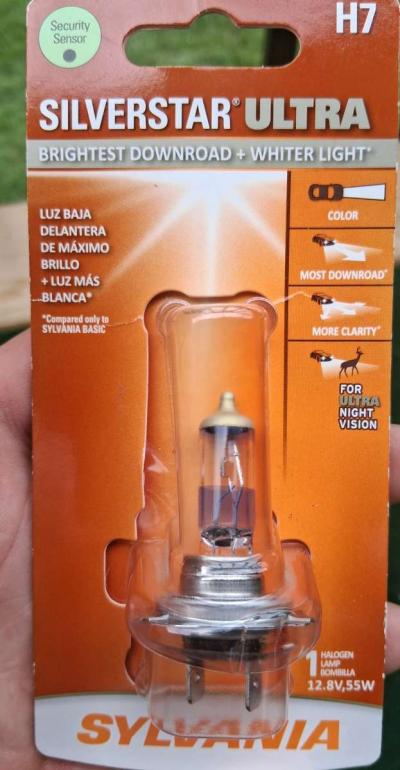 Security
Sensor
H7
SILVERSTAR® ULTRA
BRIGHTEST DOWNROAD + WHITER LIGHT*
LUZ BAJA
DELANTERA
DE MÁXIMO
BRILLO
+ LUZ MÁS
BLANCA*
*Compared only to
SYLVANIA BASIC
COLOR
MOST DOWNROAD*
MORE CLARITY*
FOR
ULTRA
NIGHT
VISION
1 HALOGEN
LAMP
BOMBILLA
12.8V,55W
SYLVANIA